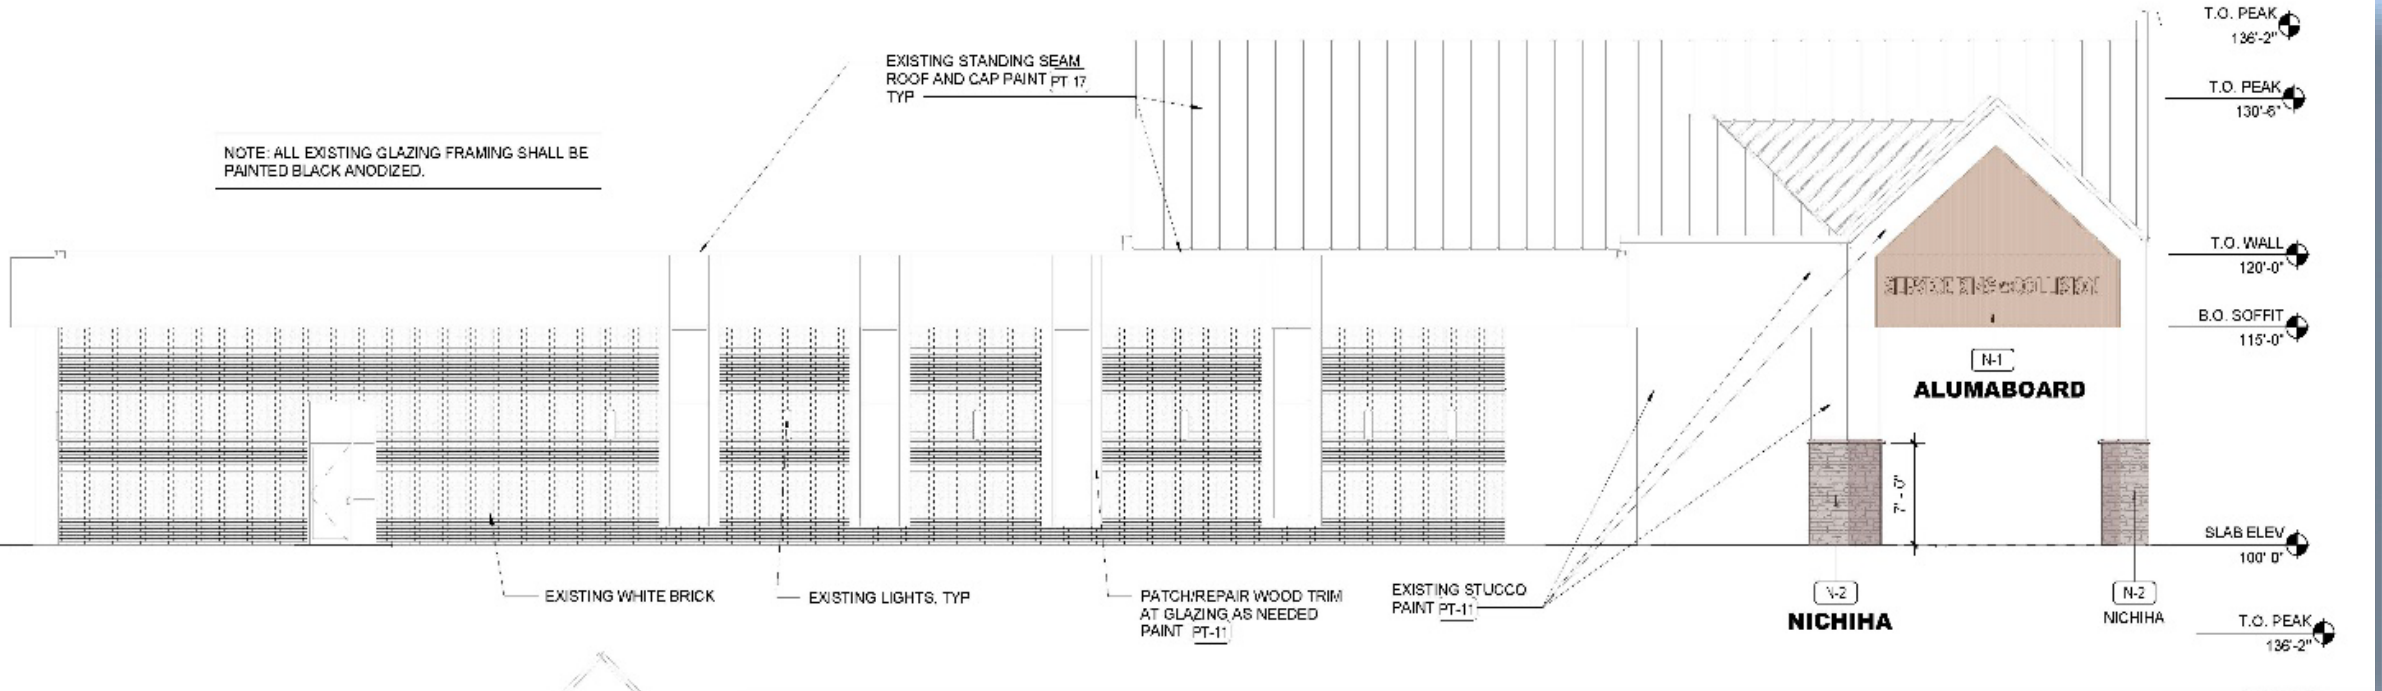 T.O. PEAK
136'-2"
EXISTING STANDING SEAM
ROOF AND CAP PAINT PT-17
TYP
T.O. PEAK
130'-6"
NOTE: ALL EXISTING GLAZING FRAMING SHALL BE
PAINTED BLACK ANODIZED.
T.O. WALL
120'-0"
COLLISION
B.O. SOFFIT
115'-0"
N-1
ALUMABOARD
7'-0"
SLAB ELEV
100' 0"
EXISTING WHITE BRICK
EXISTING LIGHTS, TYP
PATCH/REPAIR WOOD TRIM
AT GLAZING AS NEEDED
PAINT PT-11
EXISTING STUCCO
PAINT PT-11
N-2
NICHIHA
N-2
NICHIHA
T.O. PEAK
136'-2"